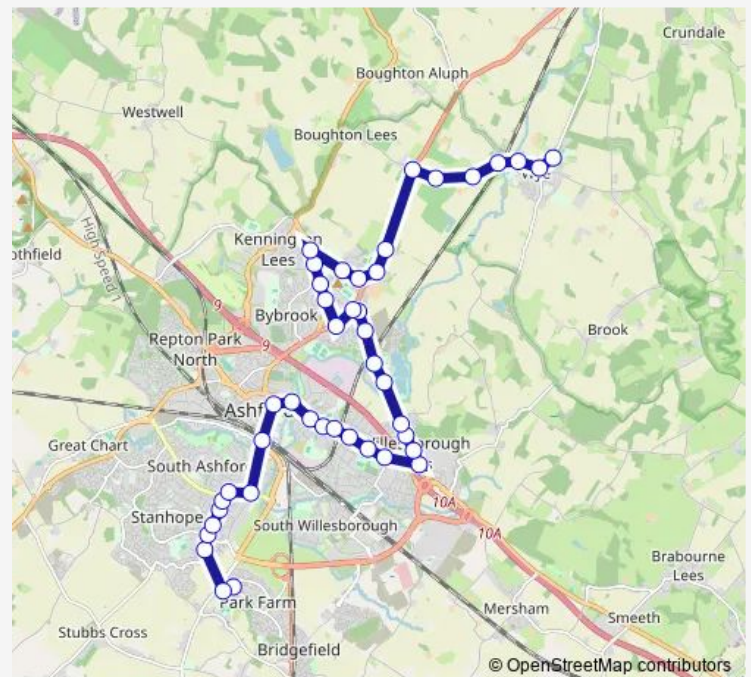 Crundale
Boughton Aluph
Westwell
Boughton Lees
High Speed 1
Kennington
Lees
othfield
9
Bybrook
Brook
Repton Park
North
9
Ashford
Great Chart
South Ashford
10A
Stanhope
South Willesborough
10A
Brabourne
Lees
Park Farm
Mersham
Smeeth
Stubbs Cross
Bridgefield
© OpenStreetMap contributors